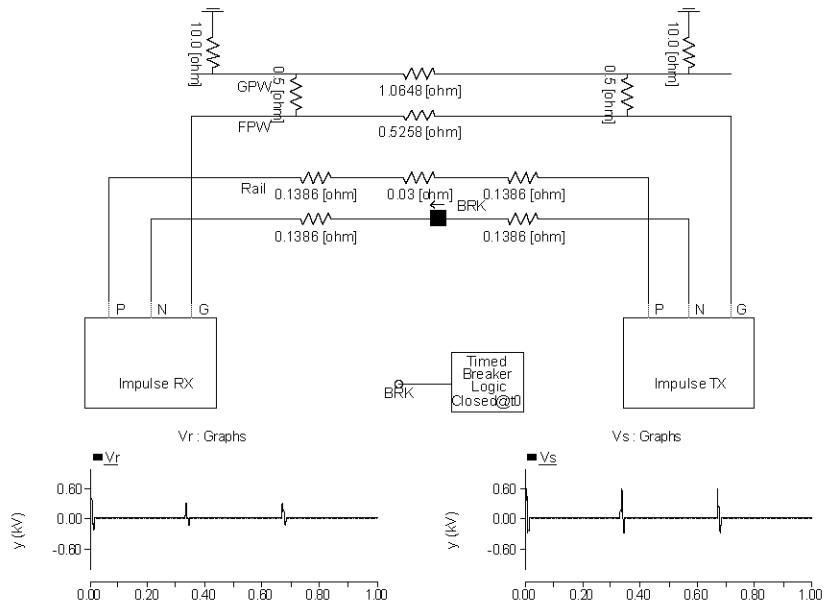 10.0 [ohm]
10.0 [ohm]
0.5 [ohm]
0.5 [ohm]
GPW
1.0648 [ohm]
FPW
0.5258 [ohm]
Rail
0.1386 [ohm]
0.03 [ohm]
0.1386 [ohm]
BRK
0.1386 [ohm]
0.1386 [ohm]
P N G
P N G
Impulse RX
Impulse TX
Timed
Breaker
Logic
Closed@t0
BRK
Vr : Graphs
Vs : Graphs
Vr
Vs
y (kV)
0.60
0.00
-0.60
0.00 0.20 0.40 0.60 0.80 1.00
y (kV)
0.60
0.00
-0.60
0.00 0.20 0.40 0.60 0.80 1.00